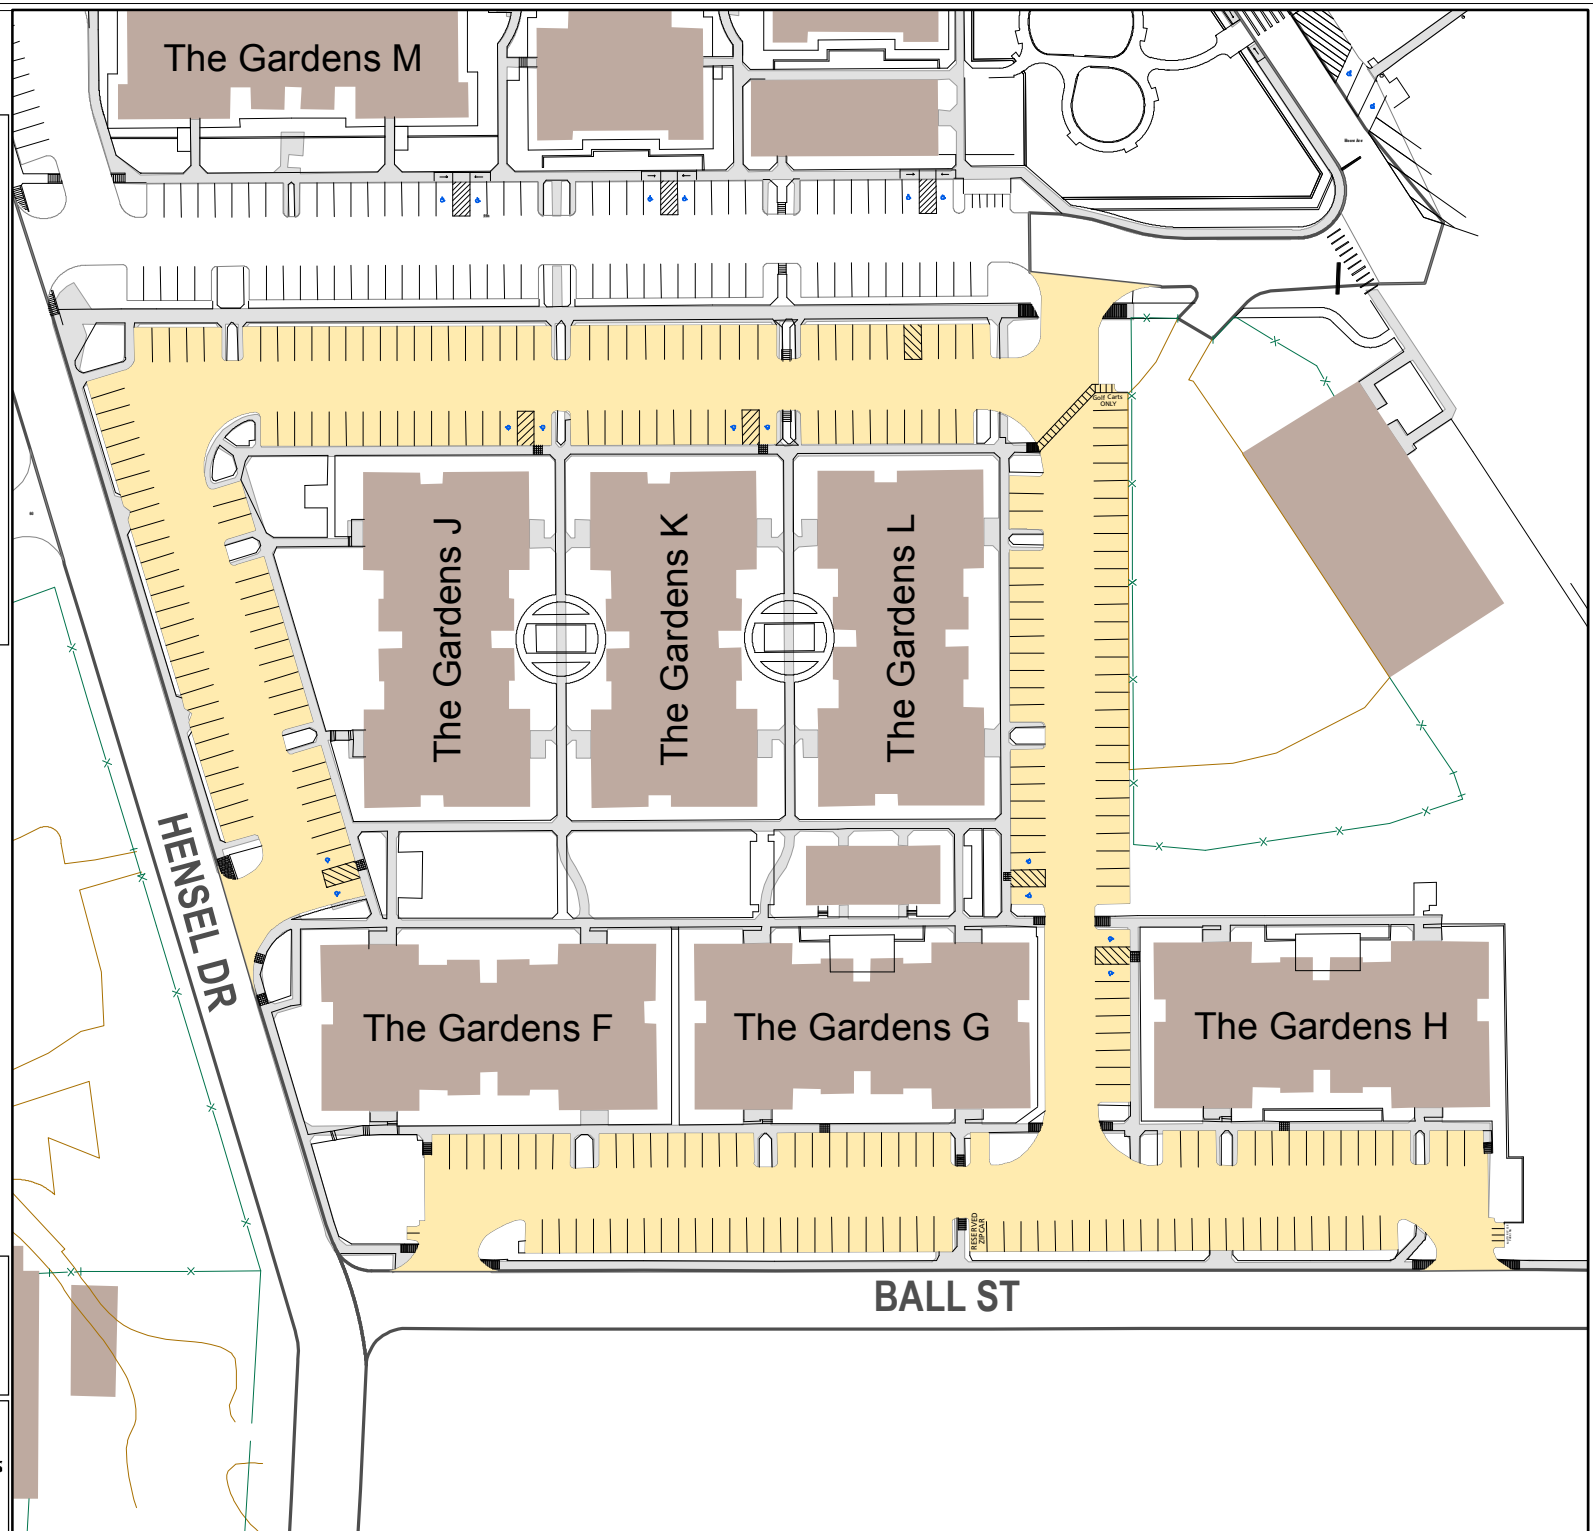 The Gardens M
Golf Carts
ONLY
The Gardens J
The Gardens K
The Gardens L
HENSEL DR
The Gardens F
The Gardens G
The Gardens H
RESERVED
ZIPCAR
BALL ST